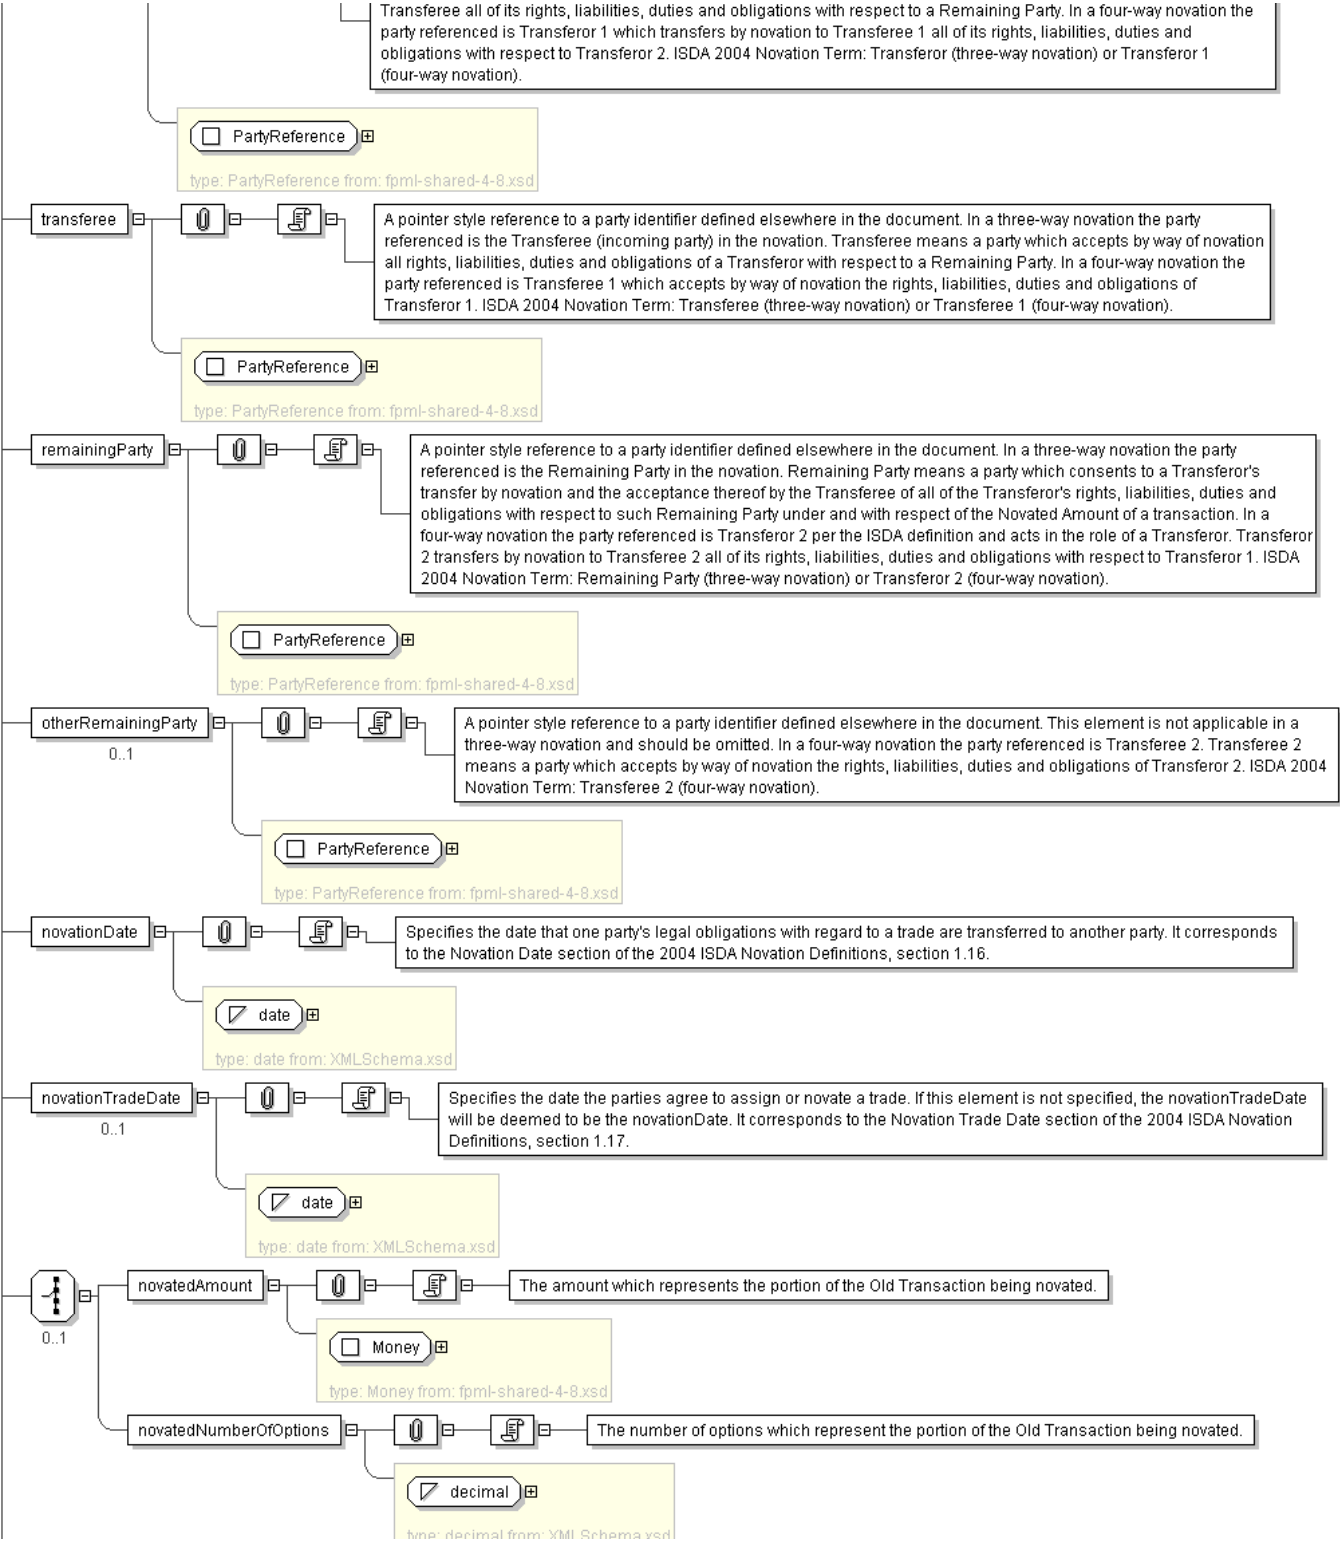 Transferee all of its rights, liabilities, duties and obligations with respect to a Remaining Party. In a four-way novation the
party referenced is Transferor 1 which transfers by novation to Transferee 1 all of its rights, liabilities, duties and
obligations with respect to Transferor 2. ISDA 2004 Novation Term: Transferor (three-way novation) or Transferor 1
(four-way novation).
PartyReference
type: PartyReference from: fpml-shared-4-8.xsd
transferee
A pointer style reference to a party identifier defined elsewhere in the document. In a three-way novation the party
referenced is the Transferee (incoming party) in the novation. Transferee means a party which accepts by way of novation
all rights, liabilities, duties and obligations of a Transferor with respect to a Remaining Party. In a four-way novation the
party referenced is Transferee 1 which accepts by way of novation the rights, liabilities, duties and obligations of
Transferor 1. ISDA 2004 Novation Term: Transferee (three-way novation) or Transferee 1 (four-way novation).
PartyReference
type: PartyReference from: fpml-shared-4-8.xsd
remainingParty
A pointer style reference to a party identifier defined elsewhere in the document. In a three-way novation the party
referenced is the Remaining Party in the novation. Remaining Party means a party which consents to a Transferor's
transfer by novation and the acceptance thereof by the Transferee of all of the Transferor's rights, liabilities, duties and
obligations with respect to such Remaining Party under and with respect of the Novated Amount of a transaction. In a
four-way novation the party referenced is Transferor 2 per the ISDA definition and acts in the role of a Transferor. Transferor
2 transfers by novation to Transferee 2 all of its rights, liabilities, duties and obligations with respect to Transferor 1. ISDA
2004 Novation Term: Remaining Party (three-way novation) or Transferor 2 (four-way novation).
PartyReference
type: PartyReference from: fpml-shared-4-8.xsd
otherRemainingParty
0..1
A pointer style reference to a party identifier defined elsewhere in the document. This element is not applicable in a
three-way novation and should be omitted. In a four-way novation the party referenced is Transferee 2. Transferee 2
means a party which accepts by way of novation the rights, liabilities, duties and obligations of Transferor 2. ISDA 2004
Novation Term: Transferee 2 (four-way novation).
PartyReference
type: PartyReference from: fpml-shared-4-8.xsd
novationDate
Specifies the date that one party's legal obligations with regard to a trade are transferred to another party. It corresponds
to the Novation Date section of the 2004 ISDA Novation Definitions, section 1.16.
date
type: date from: XMLSchema.xsd
novationTradeDate
0..1
Specifies the date the parties agree to assign or novate a trade. If this element is not specified, the novationTradeDate
will be deemed to be the novationDate. It corresponds to the Novation Trade Date section of the 2004 ISDA Novation
Definitions, section 1.17.
date
type: date from: XMLSchema.xsd
0..1
novatedAmount
The amount which represents the portion of the Old Transaction being novated.
Money
type: Money from: fpml-shared-4-8.xsd
novatedNumberOfOptions
The number of options which represent the portion of the Old Transaction being novated.
decimal
type: decimal from: XMLSchema.xsd